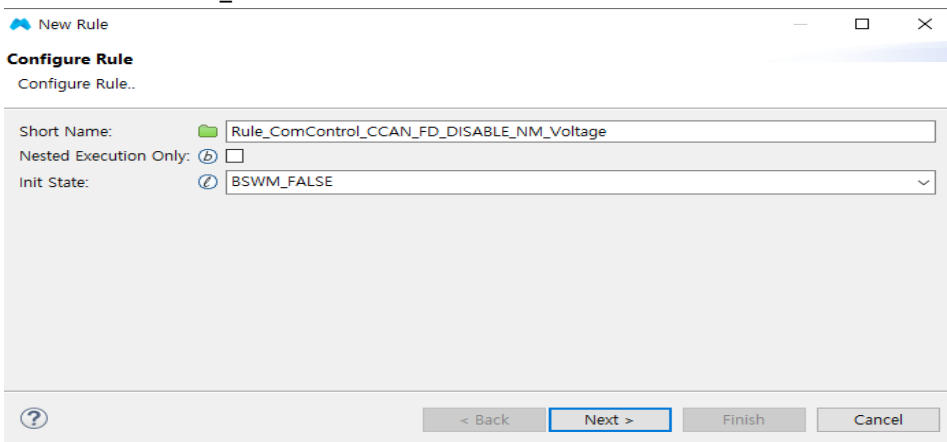 New Rule
Configure Rule
Configure Rule..
Short Name: Rule_ComControl_CCAN_FD_DISABLE_NM_Voltage
Nested Execution Only: b
Init State: ℓ BSWM_FALSE
? < Back Next > Finish Cancel